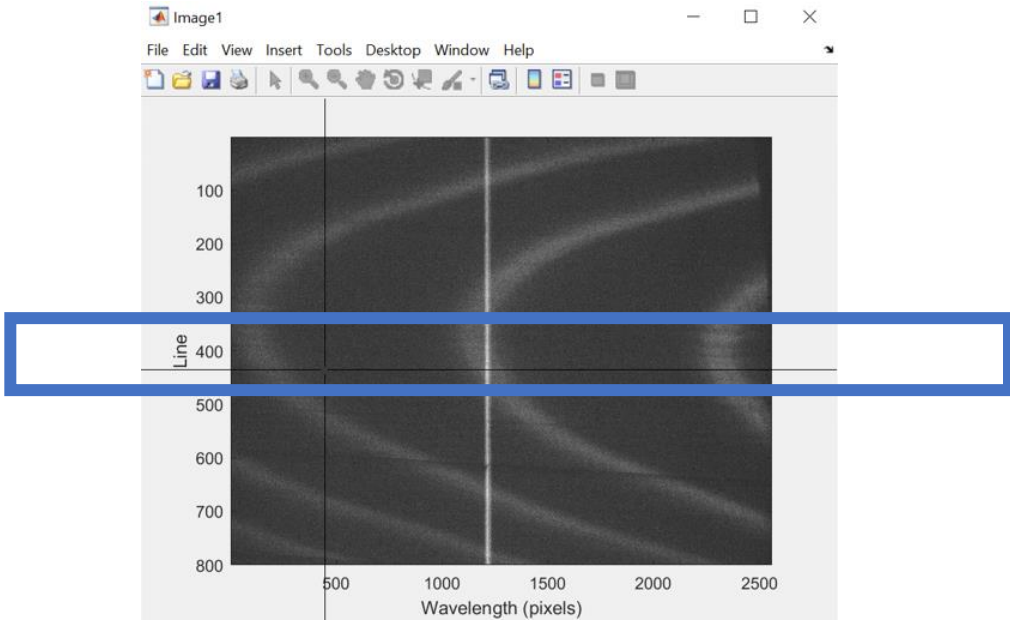 Image1
File Edit View Insert Tools Desktop Window Help
100
200
300
400
500
600
700
800
Line
500 1000 1500 2000 2500
Wavelength (pixels)